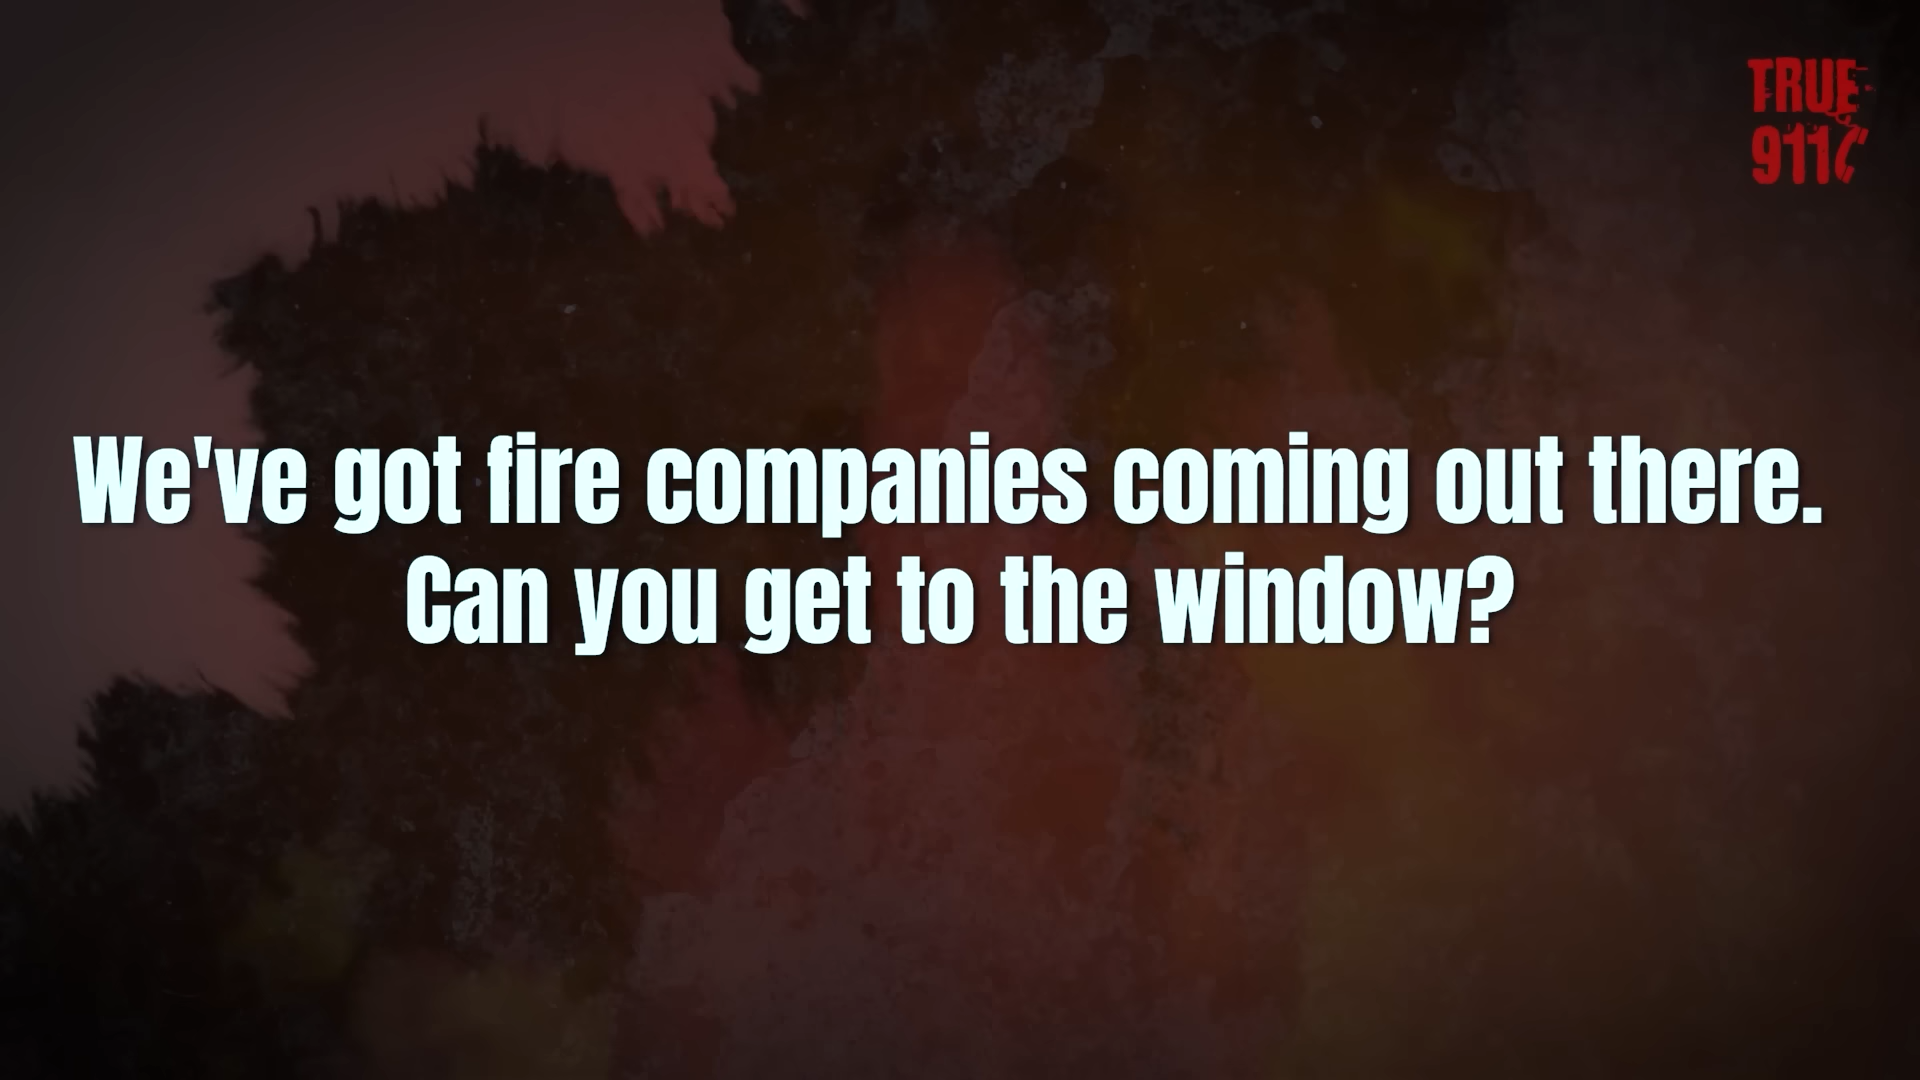 TRUE
911
We've got fire companies coming out there.
Can you get to the window?